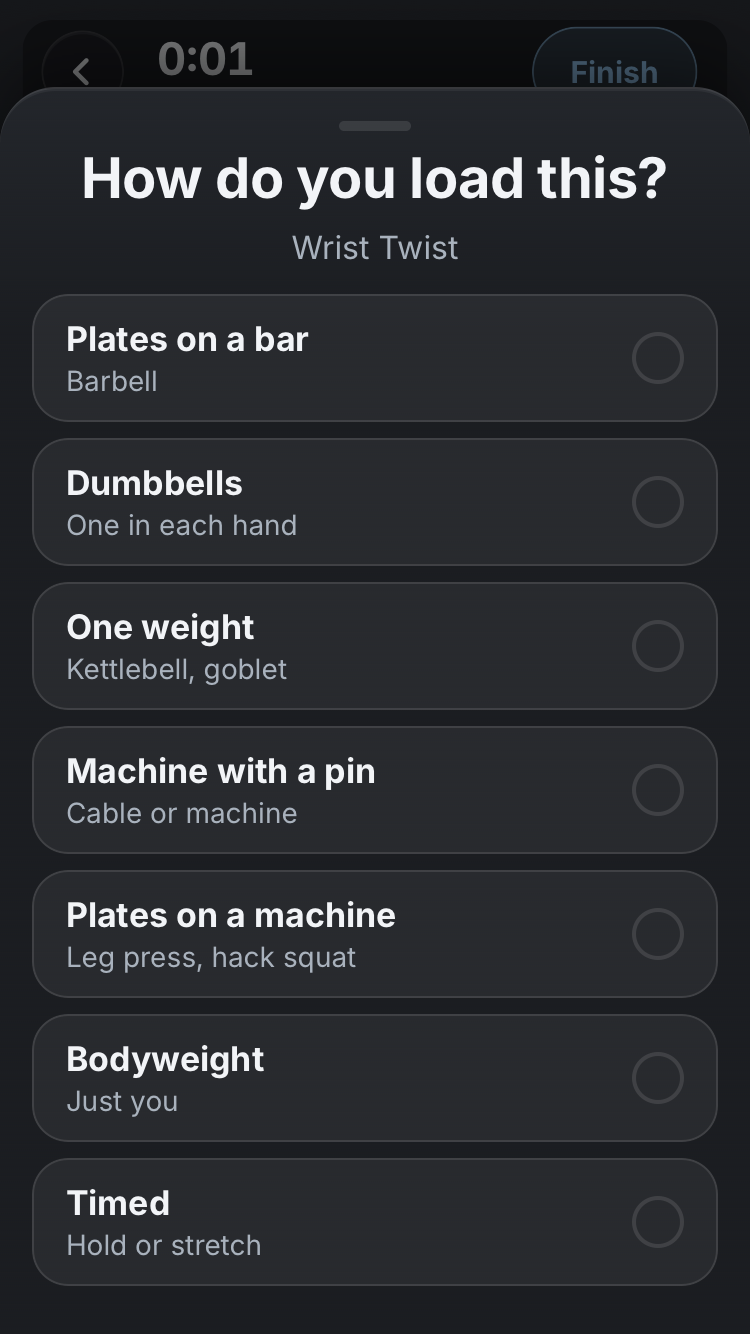 0:01
Finish
How do you load this?
Wrist Twist
Plates on a bar
Barbell
Dumbbells
One in each hand
One weight
Kettlebell, goblet
Machine with a pin
Cable or machine
Plates on a machine
Leg press, hack squat
Bodyweight
Just you
Timed
Hold or stretch